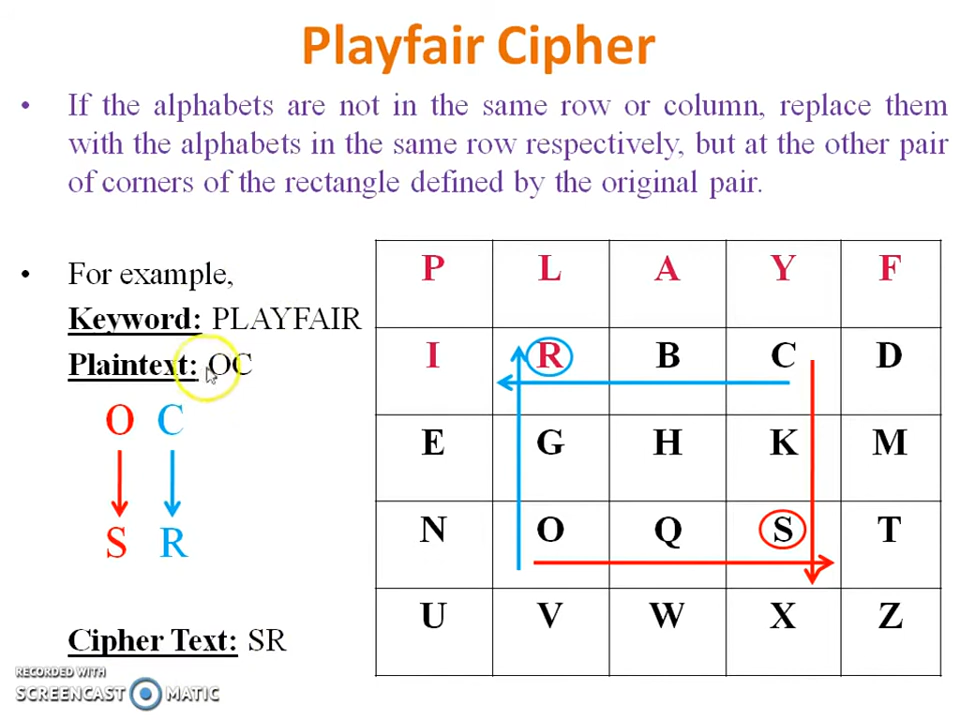 Playfair Cipher
• If the alphabets are not in the same row or column, replace them
with the alphabets in the same row respectively, but at the other pair
of corners of the rectangle defined by the original pair.
• For example,
Keyword: PLAYFAIR
Plaintext: OC
O C
S R
Cipher Text: SR
P L A Y F
I R B C D
E G H K M
N O Q S T
U V W X Z
RECORDED WITH
SCREENCAST MATIC